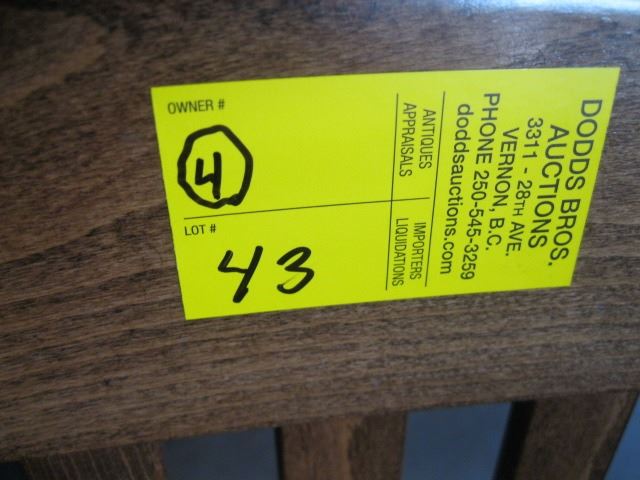 DODDS BROS.
AUCTIONS
3311 - 28TH AVE.
VERNON, B.C.
PHONE 250-545-3259
doddsauctions.com
ANTIQUES
APPRAISALS
IMPORTERS
LIQUIDATIONS
OWNER #
4
LOT #
43